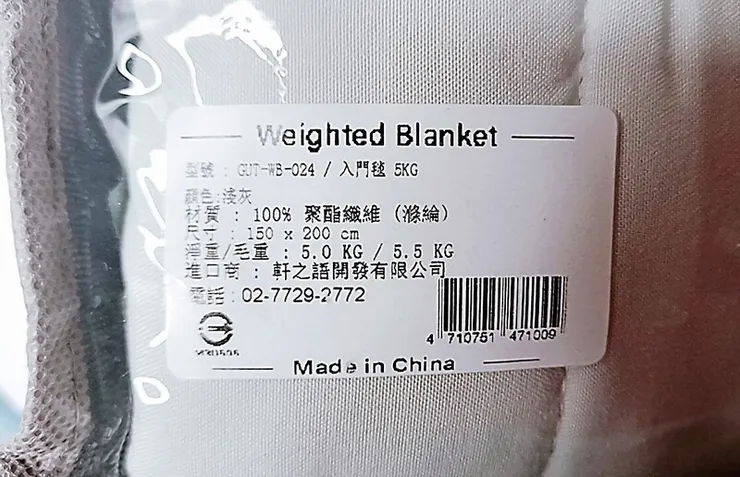 Weighted Blanket
型號 : GUT-WB-024 / 入門毯 5KG
顏色:淺灰
材質 : 100% 聚酯纖維 (滌綸)
尺寸 : 150 x 200 cm
淨重/毛重 : 5.0 KG / 5.5 KG
進口商 : 軒之語開發有限公司
電話 : 02-7729-2772
4 710751 471009
Made in China